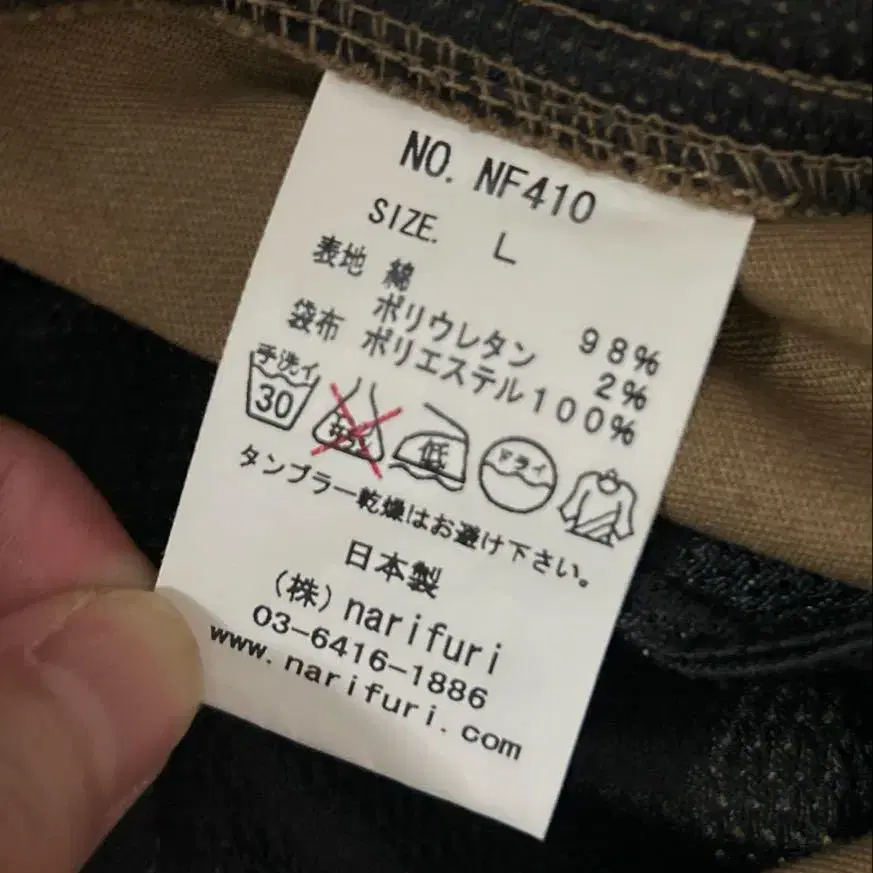 NO. NF410
SIZE. L
表地 綿 98%
ポリウレタン 2%
袋布 ポリエステル100%
手洗イ 30 低 ドライ
タンブラー乾燥はお避け下さい。
日本製
(株) narifuri
03-6416-1886
www.narifuri.com